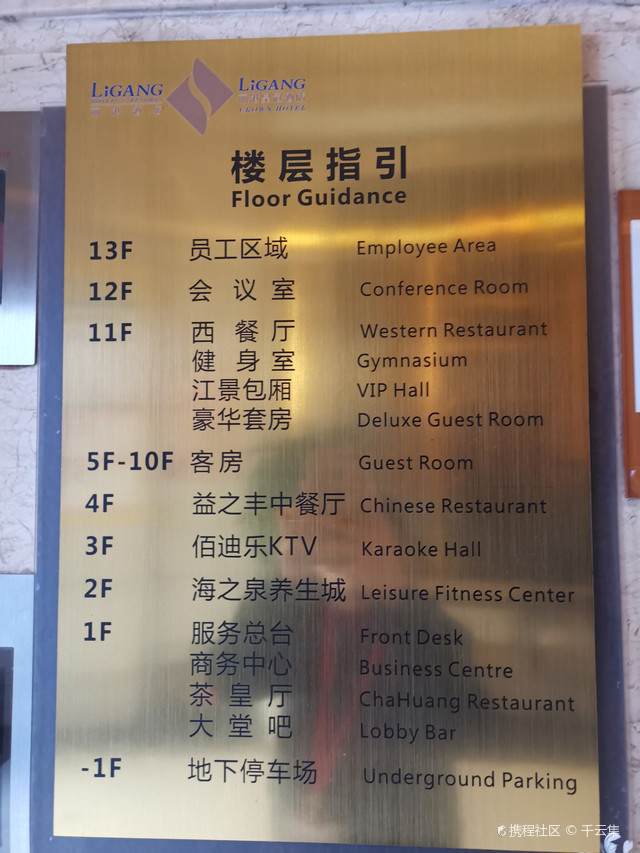 LIGANG LIGANG
CROWN HOTEL
楼层指引
Floor Guidance
13F 员工区域 Employee Area
12F 会议室 Conference Room
11F 西餐厅 Western Restaurant
健身室 Gymnasium
江景包厢 VIP Hall
豪华套房 Deluxe Guest Room
5F-10F 客房 Guest Room
4F 益之丰中餐厅 Chinese Restaurant
3F 佰迪乐KTV Karaoke Hall
2F 海之泉养生城 Leisure Fitness Center
1F 服务总台 Front Desk
商务中心 Business Centre
茶皇厅 ChaHuang Restaurant
大堂吧 Lobby Bar
-1F 地下停车场 Underground Parking
携程社区 © 千云集